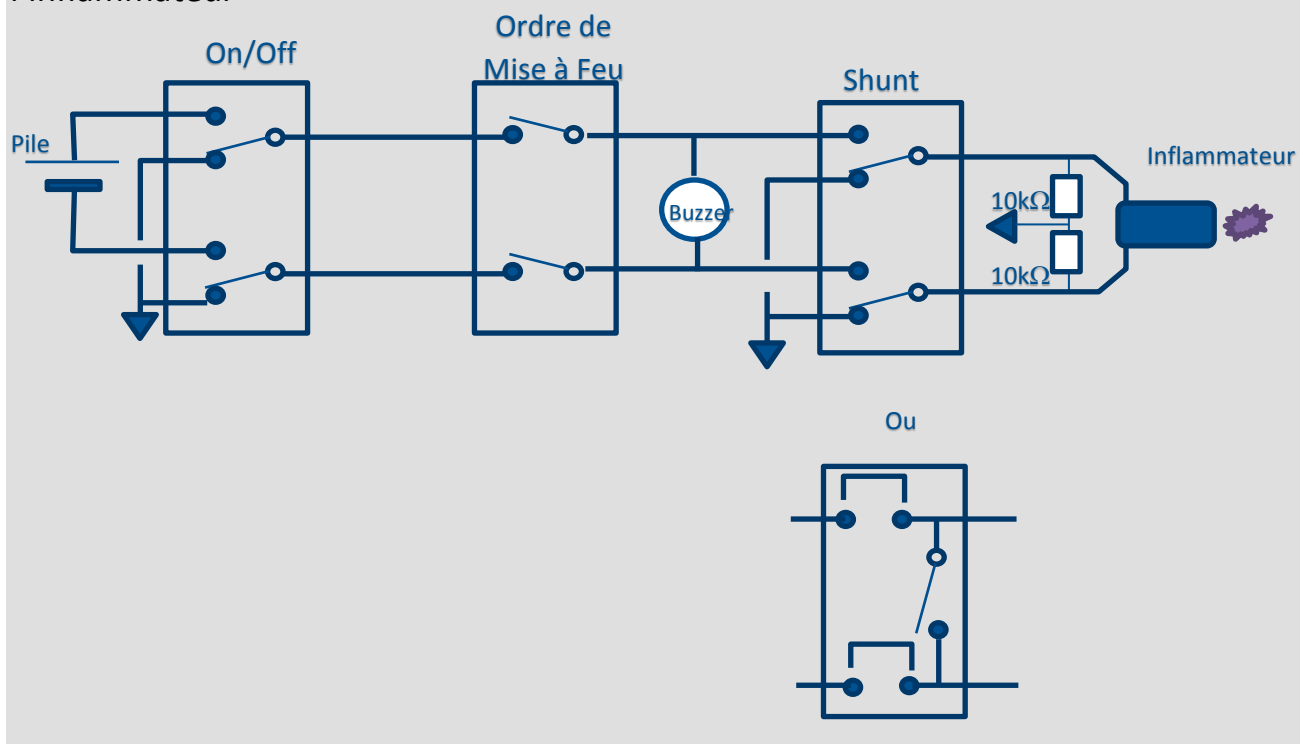 On/Off
Ordre de
Mise à Feu
Shunt
Pile
Inflammateur
Buzzer
10kΩ
10kΩ
Ou